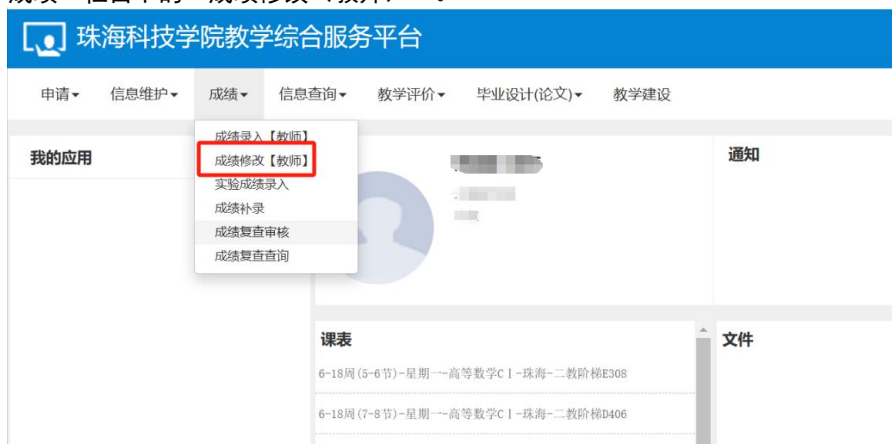 珠海科技学院教学综合服务平台
申请 信息维护 成绩 信息查询 教学评价 毕业设计(论文) 教学建设
成绩录入【教师】
我的应用
成绩修改【教师】
通知
实验成绩录入
成绩补录
成绩复查审核
成绩复查查询
课表
文件
6-18周(5-6节)-星期一-高等数学CⅠ-珠海-二教阶梯E308
6-18周(7-8节)-星期一-高等数学CⅠ-珠海-二教阶梯D406